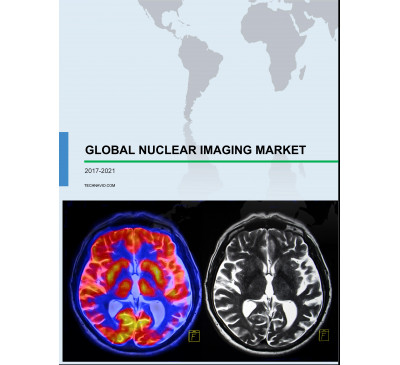 GLOBAL NUCLEAR IMAGING MARKET
2017-2021
TECHNAVIO.COM
F
F